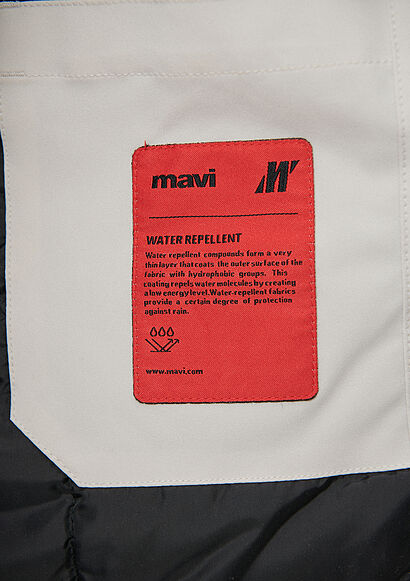 mavi M
WATER REPELLENT
Water repellent compounds form a very
thin layer that coats the outer surface of the
fabric with hydrophobic groups. This
coating repels water molecules by creating
a low energy level.Water-repellent fabrics
provide a certain degree of protection
against rain.
www.mavi.com